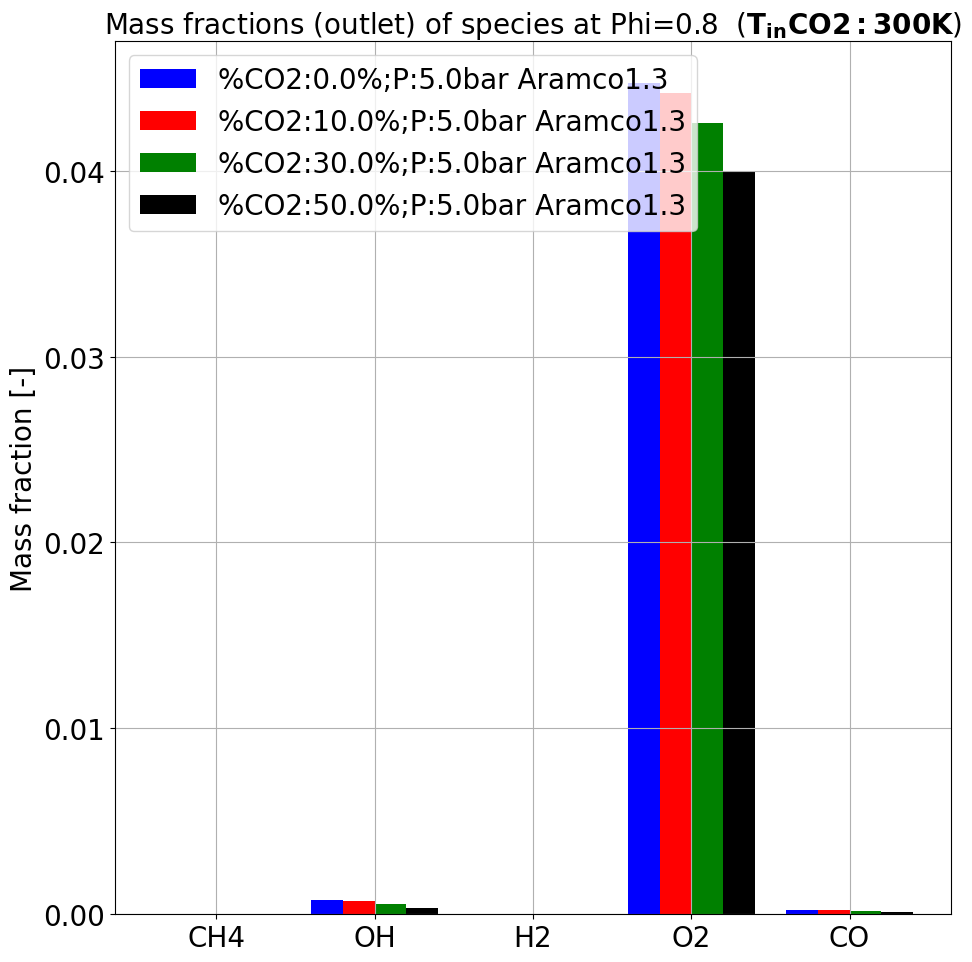 Mass fractions (outlet) of species at Phi=0.8 (TinCO2 : 300K)
%CO2:0.0%;P:5.0bar Aramco1.3
%CO2:10.0%;P:5.0bar Aramco1.3
%CO2:30.0%;P:5.0bar Aramco1.3
%CO2:50.0%;P:5.0bar Aramco1.3
Mass fraction [-]
0.04
0.03
0.02
0.01
0.00
CH4 OH H2 O2 CO